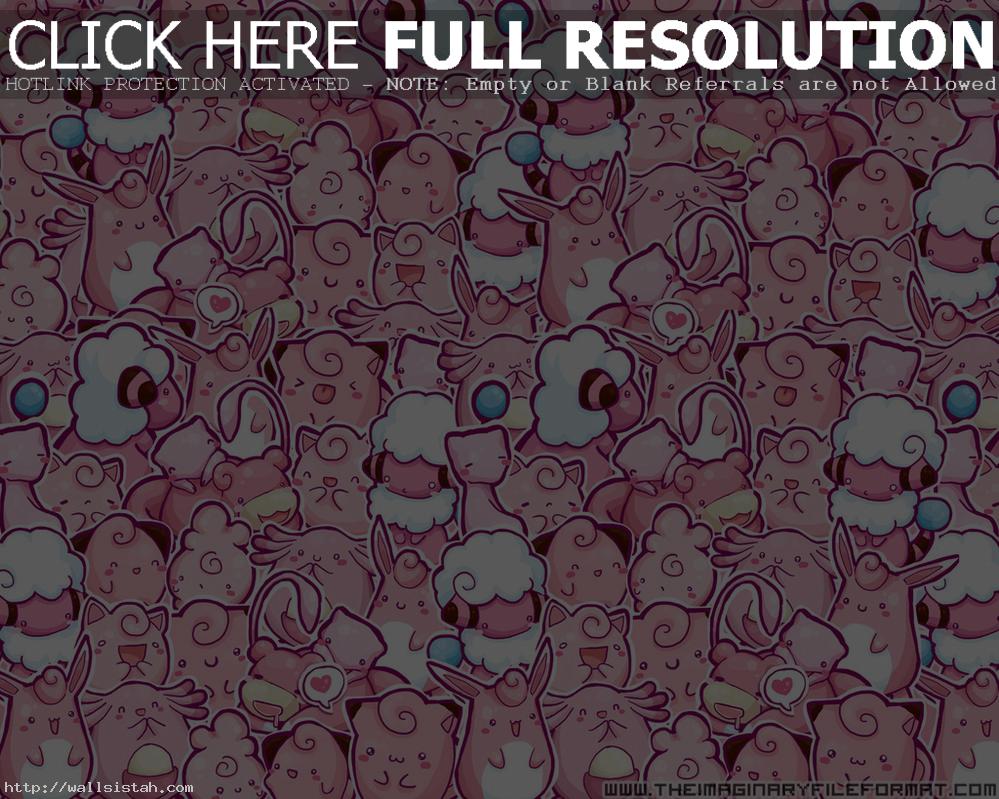 CLICK HERE FULL RESOLUTION
HOTLINK PROTECTION ACTIVATED - NOTE: Empty or Blank Referrals are not Allowed
http://wallsistah.com
WWW.THEIMAGINARYFILEFORMAT.COM